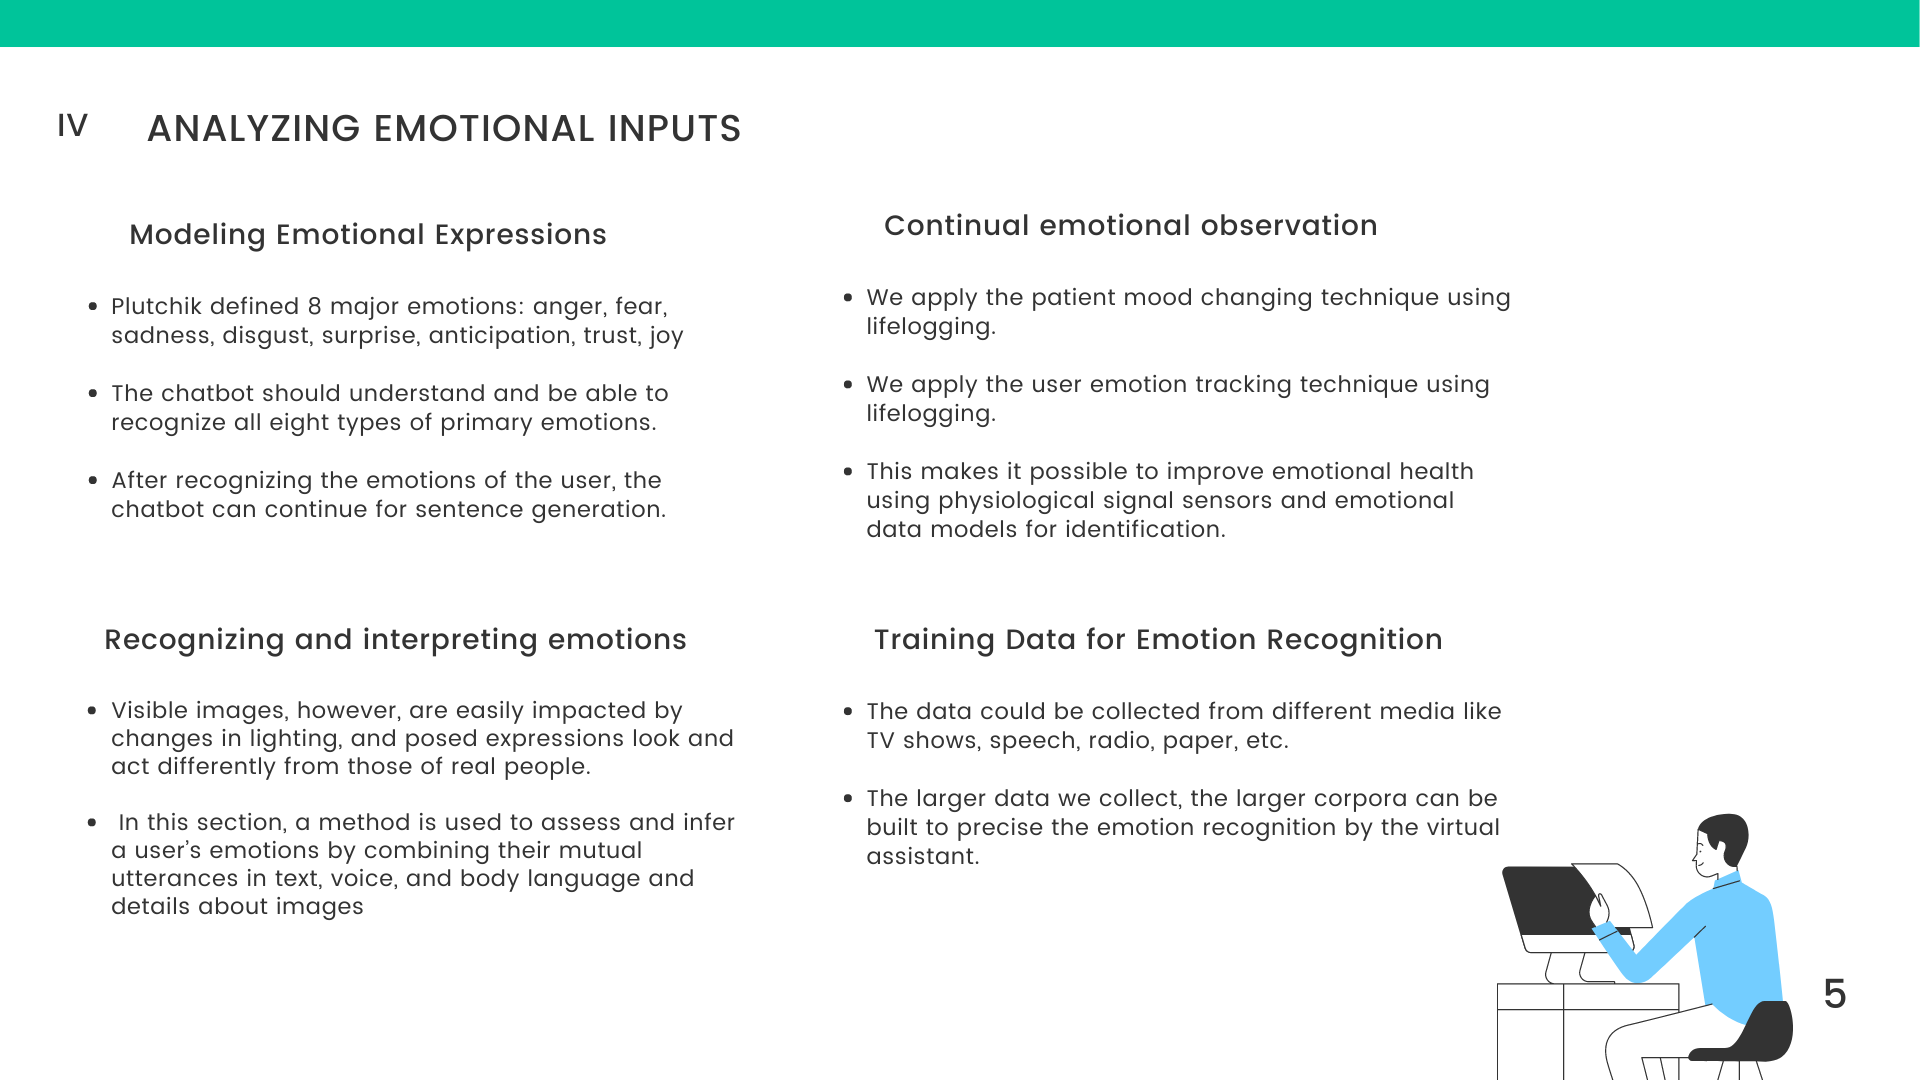 IV
ANALYZING EMOTIONAL INPUTS
Modeling Emotional Expressions
• Plutchik defined 8 major emotions: anger, fear,
sadness, disgust, surprise, anticipation, trust, joy
• The chatbot should understand and be able to
recognize all eight types of primary emotions.
• After recognizing the emotions of the user, the
chatbot can continue for sentence generation.
Continual emotional observation
• We apply the patient mood changing technique using
lifelogging.
• We apply the user emotion tracking technique using
lifelogging.
• This makes it possible to improve emotional health
using physiological signal sensors and emotional
data models for identification.
Recognizing and interpreting emotions
• Visible images, however, are easily impacted by
changes in lighting, and posed expressions look and
act differently from those of real people.
• In this section, a method is used to assess and infer
a user’s emotions by combining their mutual
utterances in text, voice, and body language and
details about images
Training Data for Emotion Recognition
• The data could be collected from different media like
TV shows, speech, radio, paper, etc.
• The larger data we collect, the larger corpora can be
built to precise the emotion recognition by the virtual
assistant.
5